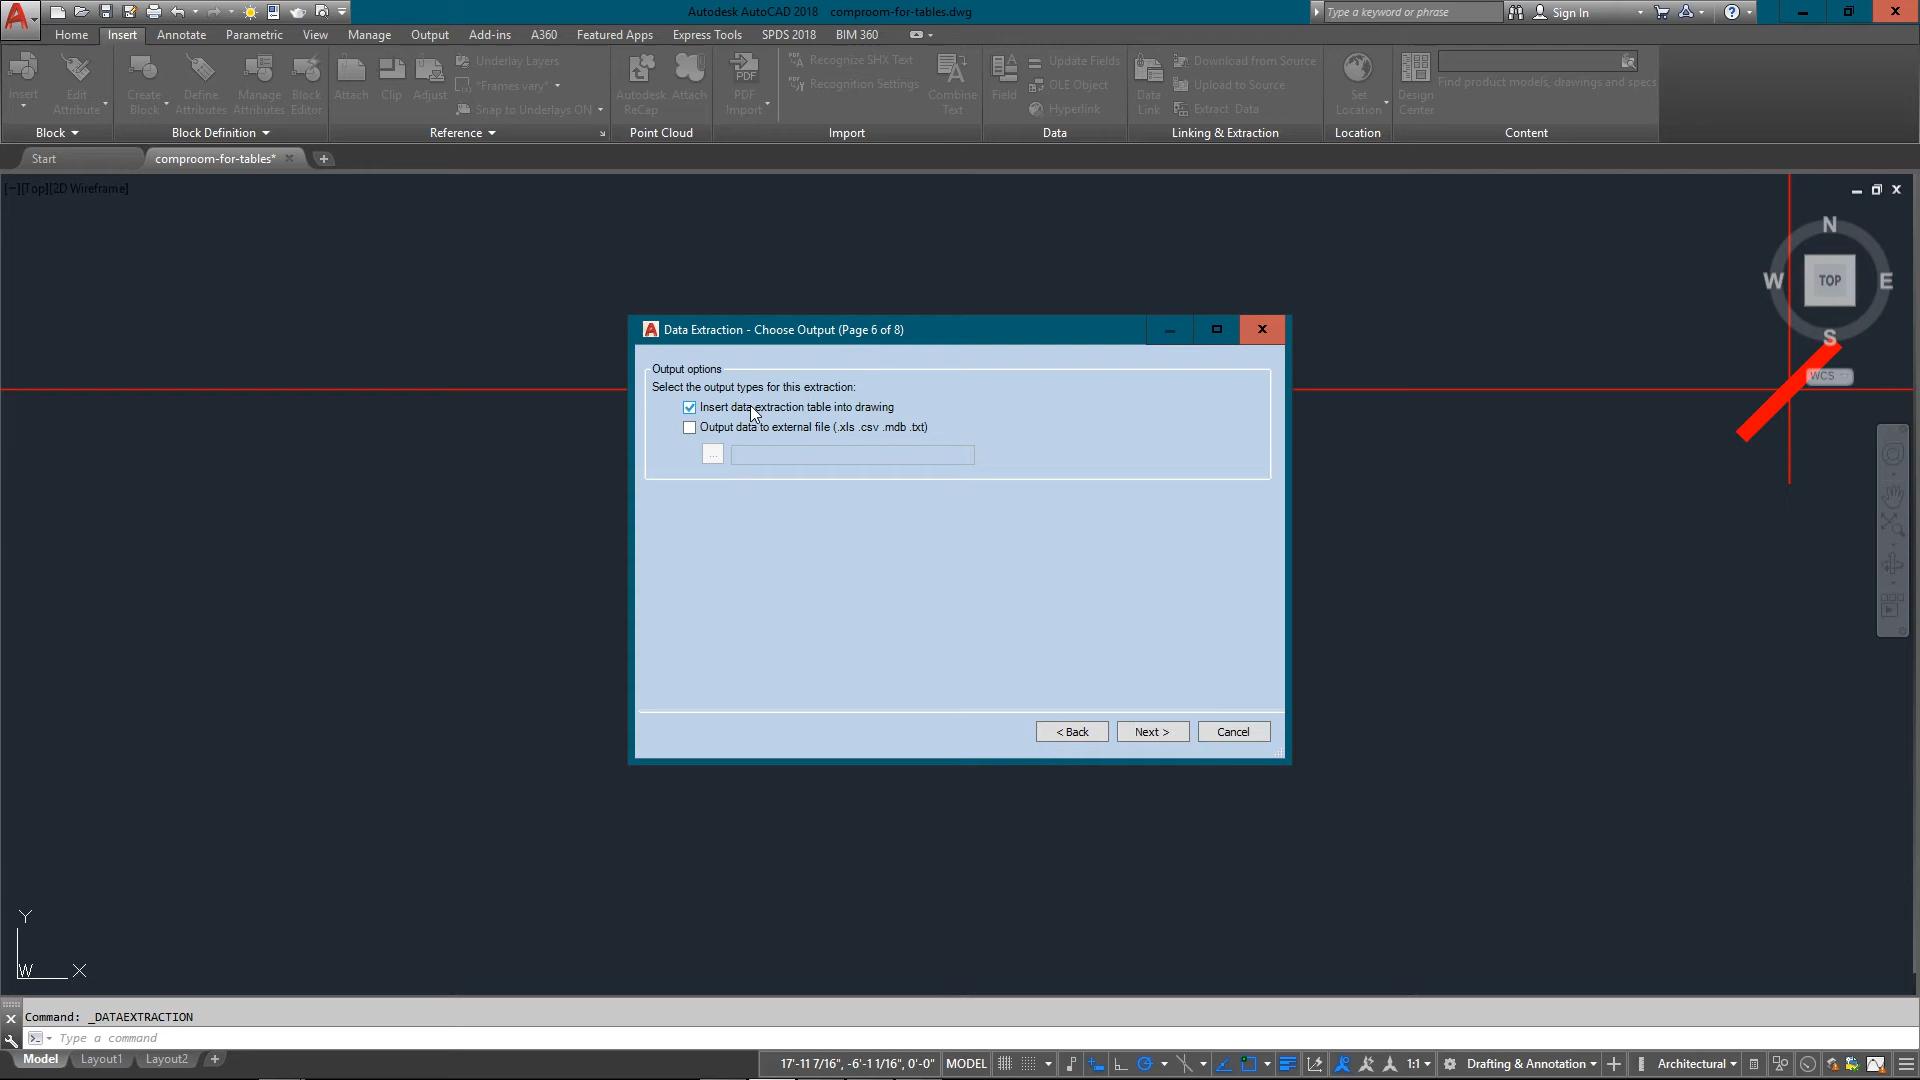 Autodesk AutoCAD 2018 comproom-for-tables.dwg
Type a keyword or phrase
Sign In
Home Insert Annotate Parametric View Manage Output Add-ins A360 Featured Apps Express Tools SPDS 2018 BIM 360
Insert
Edit Attribute
Create Block
Define Attributes
Manage Attributes
Block Editor
Attach
Clip
Adjust
Underlay Layers
*Frames vary*
Snap to Underlays ON
Autodesk ReCap
Attach
PDF Import
Recognize SHX Text
Recognition Settings
Combine Text
Field
Update Fields
OLE Object
Hyperlink
Data Link
Download from Source
Upload to Source
Extract Data
Set Location
Design Center
Find product models, drawings and specs
Block Block Definition Reference Point Cloud Import Data Linking & Extraction Location Content
Start comproom-for-tables*
[−][Top][2D Wireframe]
N
W TOP E
S
WCS
Data Extraction - Choose Output (Page 6 of 8)
Output options
Select the output types for this extraction:
Insert data extraction table into drawing
Output data to external file (.xls .csv .mdb .txt)
...
< Back Next > Cancel
Y
W X
Command: _DATAEXTRACTION
Type a command
Model Layout1 Layout2
17'-11 7/16", -6'-1 1/16", 0'-0" MODEL 1:1 Drafting & Annotation Architectural